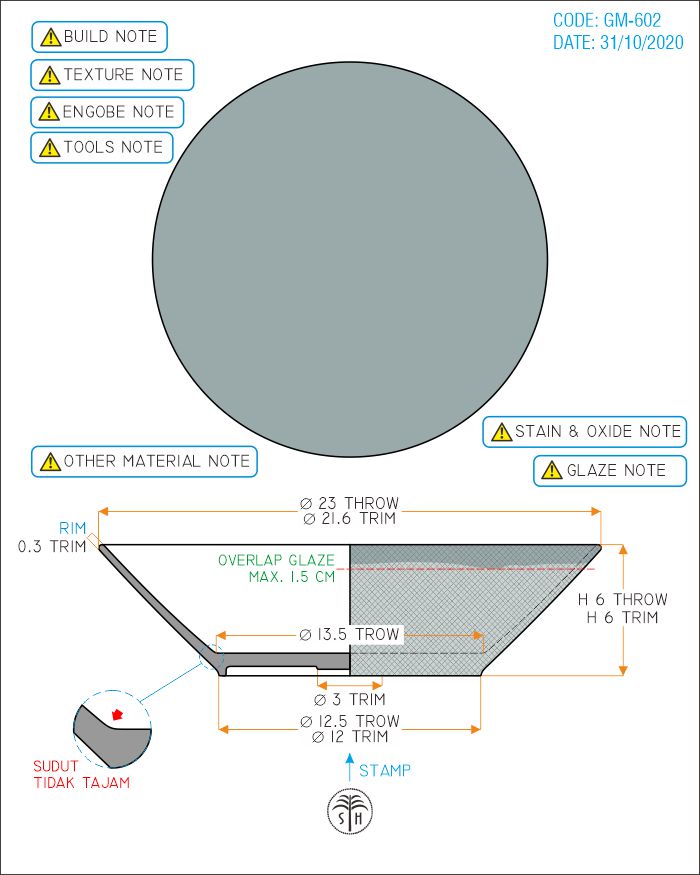 CODE: GM-602
DATE: 31/10/2020
BUILD NOTE
TEXTURE NOTE
ENGOBE NOTE
TOOLS NOTE
STAIN & OXIDE NOTE
OTHER MATERIAL NOTE
GLAZE NOTE
Ø 23 THROW
Ø 21.6 TRIM
RIM
0.3 TRIM
OVERLAP GLAZE
MAX. 1.5 CM
H 6 THROW
H 6 TRIM
Ø 13.5 TROW
Ø 3 TRIM
Ø 12.5 TROW
Ø 12 TRIM
SUDUT
TIDAK TAJAM
STAMP
S H